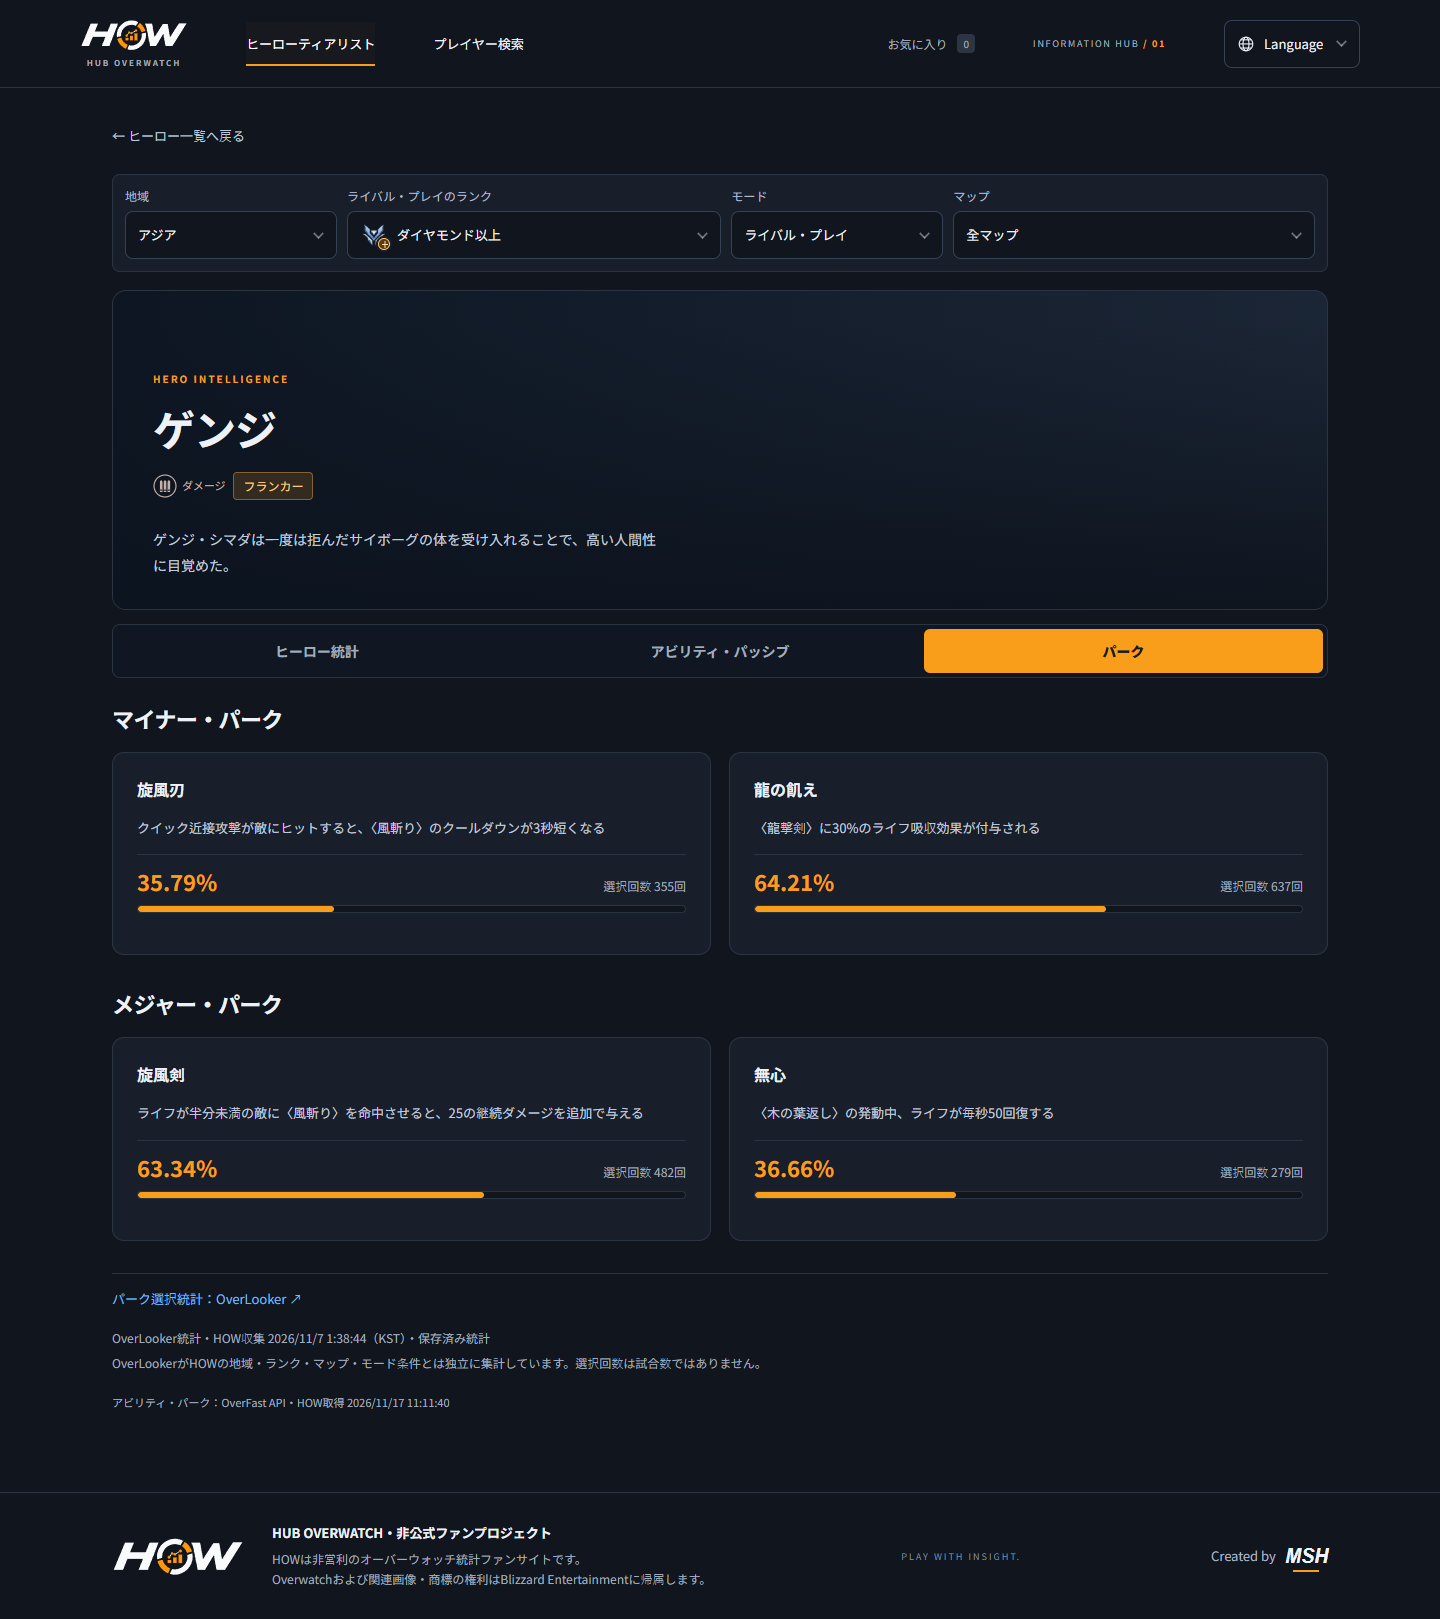 HOW
HUB OVERWATCH
ヒーローティアリスト
プレイヤー検索
お気に入り 0
INFORMATION HUB / 01
Language
← ヒーロー一覧へ戻る
地域
ライバル・プレイのランク
モード
マップ
アジア
ダイヤモンド以上
ライバル・プレイ
全マップ
HERO INTELLIGENCE
ゲンジ
ダメージ フランカー
ゲンジ・シマダは一度は拒んだサイボーグの体を受け入れることで、高い人間性
に目覚めた。
ヒーロー統計
アビリティ・パッシブ
パーク
マイナー・パーク
旋風刃
クイック近接攻撃が敵にヒットすると、〈風斬り〉のクールダウンが3秒短くなる
35.79%
選択回数 355回
龍の飢え
〈龍撃剣〉に30%のライフ吸収効果が付与される
64.21%
選択回数 637回
メジャー・パーク
旋風剣
ライフが半分未満の敵に〈風斬り〉を命中させると、25の継続ダメージを追加で与える
63.34%
選択回数 482回
無心
〈木の葉返し〉の発動中、ライフが毎秒50回復する
36.66%
選択回数 279回
パーク選択統計：OverLooker ↗
OverLooker統計・HOW収集 2026/11/7 1:38:44（KST）・保存済み統計
OverLookerがHOWの地域・ランク・マップ・モード条件とは独立に集計しています。選択回数は試合数ではありません。
アビリティ・パーク：OverFast API・HOW取得 2026/11/17 11:11:40
HOW
HUB OVERWATCH・非公式ファンプロジェクト
HOWは非営利のオーバーウォッチ統計ファンサイトです。
Overwatchおよび関連画像・商標の権利はBlizzard Entertainmentに帰属します。
PLAY WITH INSIGHT.
Created by MSH